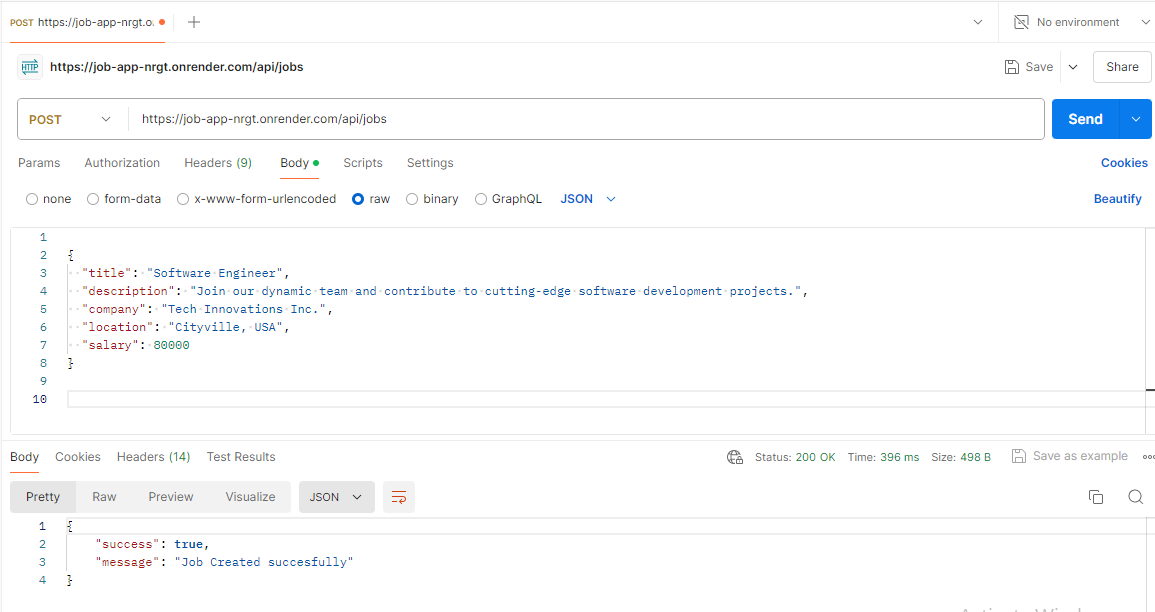 POST https://job-app-nrgt.o. No environment
HTTP https://job-app-nrgt.onrender.com/api/jobs Save Share
POST https://job-app-nrgt.onrender.com/api/jobs Send
Params Authorization Headers (9) Body Scripts Settings Cookies
none form-data x-www-form-urlencoded raw binary GraphQL JSON Beautify
1
2 {
3 "title": "Software Engineer",
4 "description": "Join our dynamic team and contribute to cutting-edge software development projects.",
5 "company": "Tech Innovations Inc.",
6 "location": "Cityville, USA",
7 "salary": 80000
8 }
9
10
Body Cookies Headers (14) Test Results Status: 200 OK Time: 396 ms Size: 498 B Save as example
Pretty Raw Preview Visualize JSON
1 {
2 "success": true,
3 "message": "Job Created succesfully"
4 }